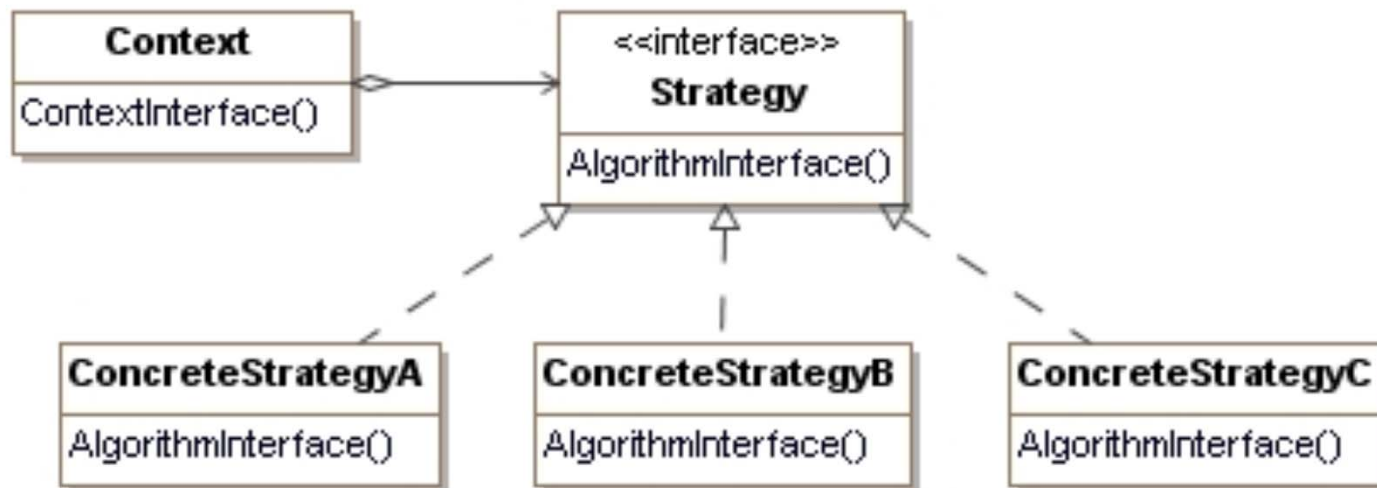 Context
ContextInterface()
<<interface>>
Strategy
AlgorithmInterface()
ConcreteStrategyA
AlgorithmInterface()
ConcreteStrategyB
AlgorithmInterface()
ConcreteStrategyC
AlgorithmInterface()